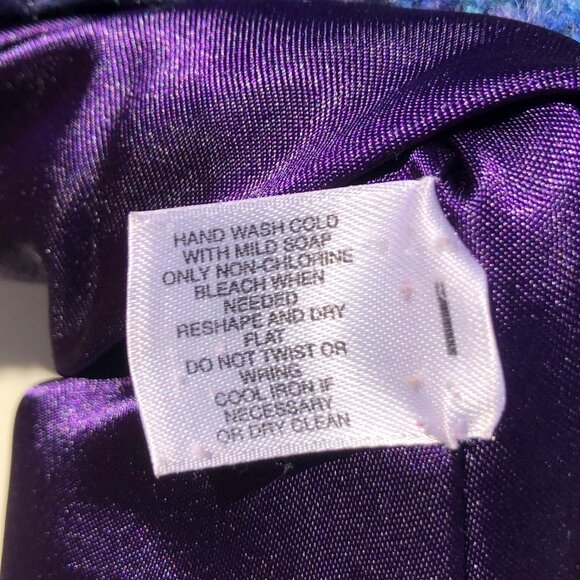 HAND WASH COLD
WITH MILD SOAP
ONLY NON-CHLORINE
BLEACH WHEN
NEEDED
RESHAPE AND DRY
FLAT
DO NOT TWIST OR
WRING
COOL IRON IF
NECESSARY
OR DRY CLEAN